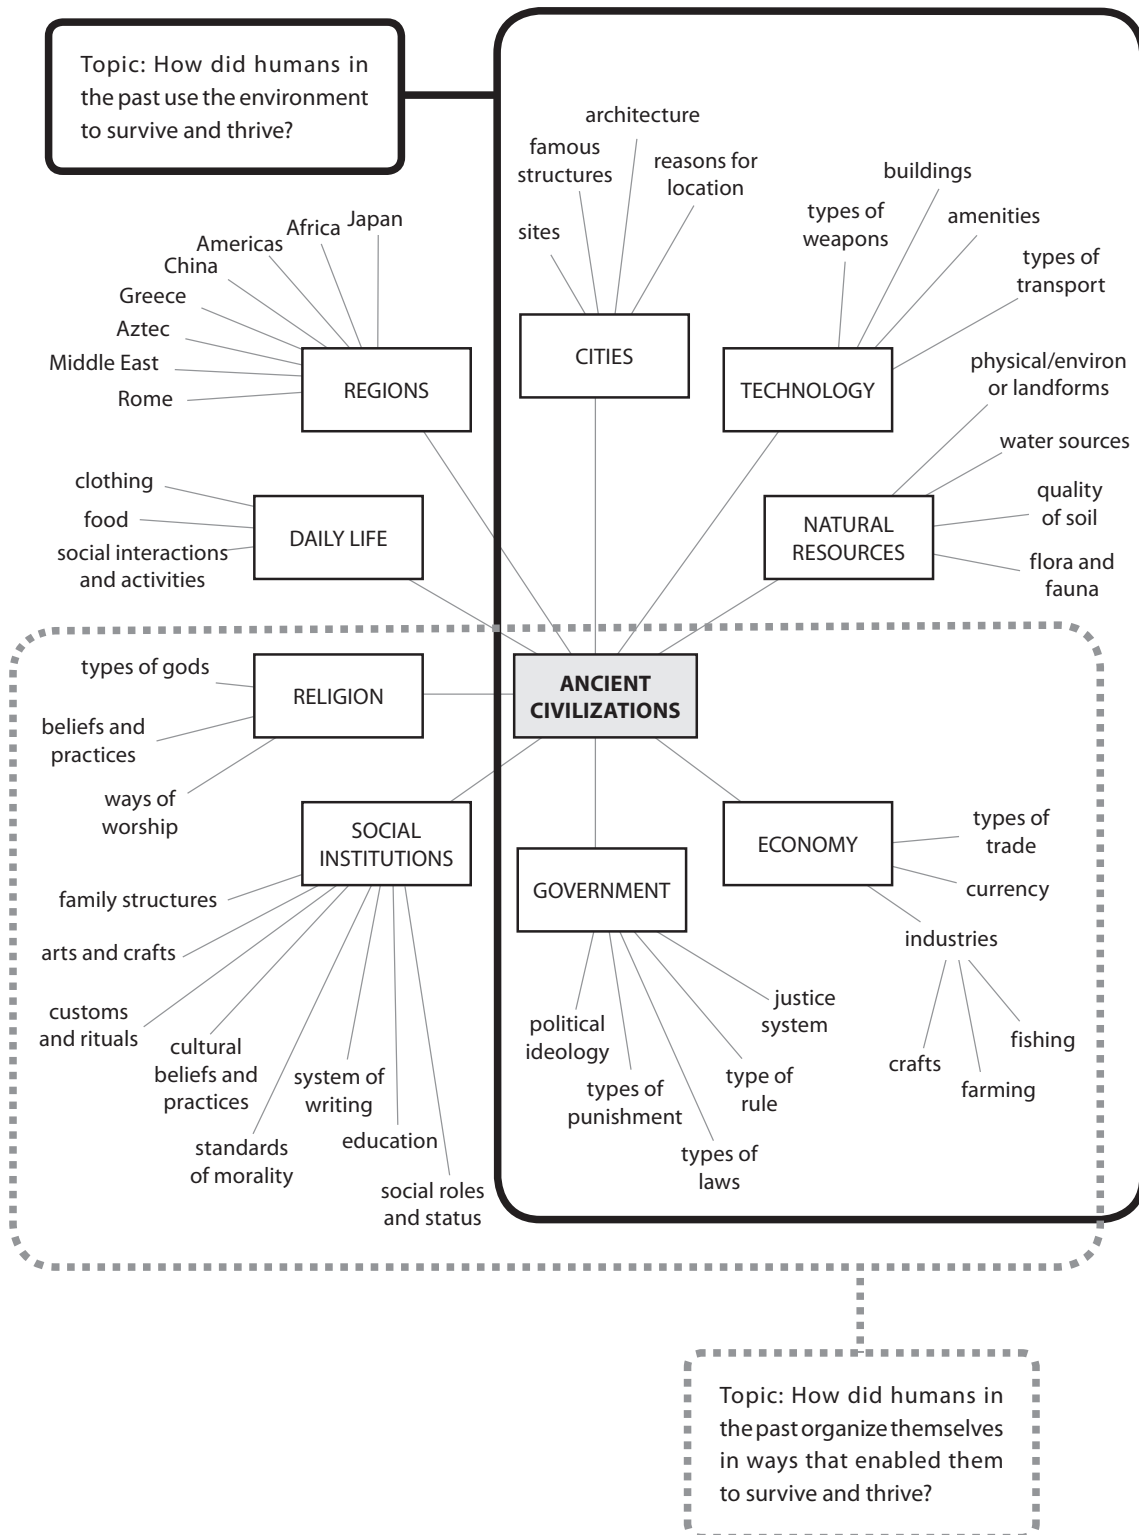 Topic: How did humans in
the past use the environment
to survive and thrive?
architecture
famous
structures
reasons for
location
sites
CITIES
buildings
types of
weapons
amenities
types of
transport
TECHNOLOGY
Japan
Africa
Americas
China
Greece
Aztec
Middle East
Rome
REGIONS
physical/environ
or landforms
water sources
quality
of soil
flora and
fauna
NATURAL
RESOURCES
clothing
food
social interactions
and activities
DAILY LIFE
types of gods
beliefs and
practices
ways of
worship
RELIGION
ANCIENT
CIVILIZATIONS
SOCIAL
INSTITUTIONS
family structures
arts and crafts
customs
and rituals
cultural
beliefs and
practices
standards
of morality
system of
writing
education
social roles
and status
GOVERNMENT
political
ideology
types of
punishment
types of
laws
type of
rule
justice
system
ECONOMY
types of
trade
currency
industries
crafts
farming
fishing
Topic: How did humans in
the past organize themselves
in ways that enabled them
to survive and thrive?